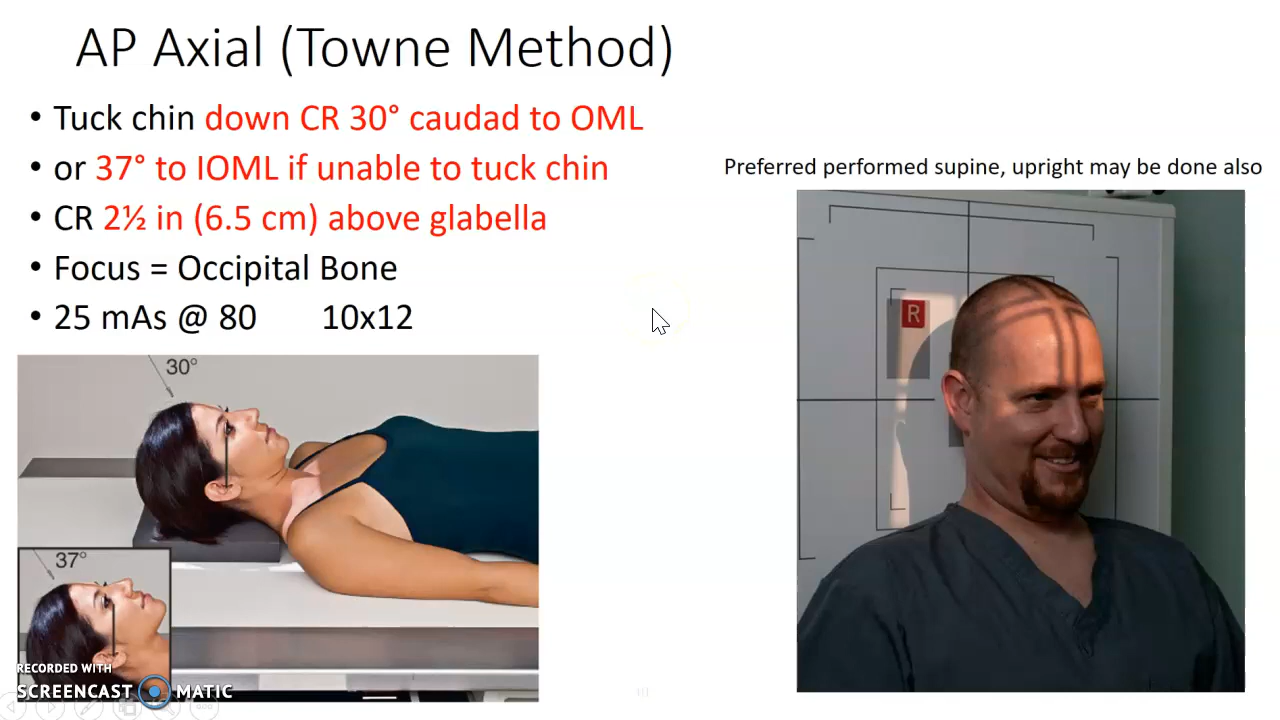 AP Axial (Towne Method)
• Tuck chin down CR 30° caudad to OML
• or 37° to IOML if unable to tuck chin
• CR 2½ in (6.5 cm) above glabella
• Focus = Occipital Bone
• 25 mAs @ 80 10x12
Preferred performed supine, upright may be done also
R
30°
37°
RECORDED WITH
SCREENCAST MATIC